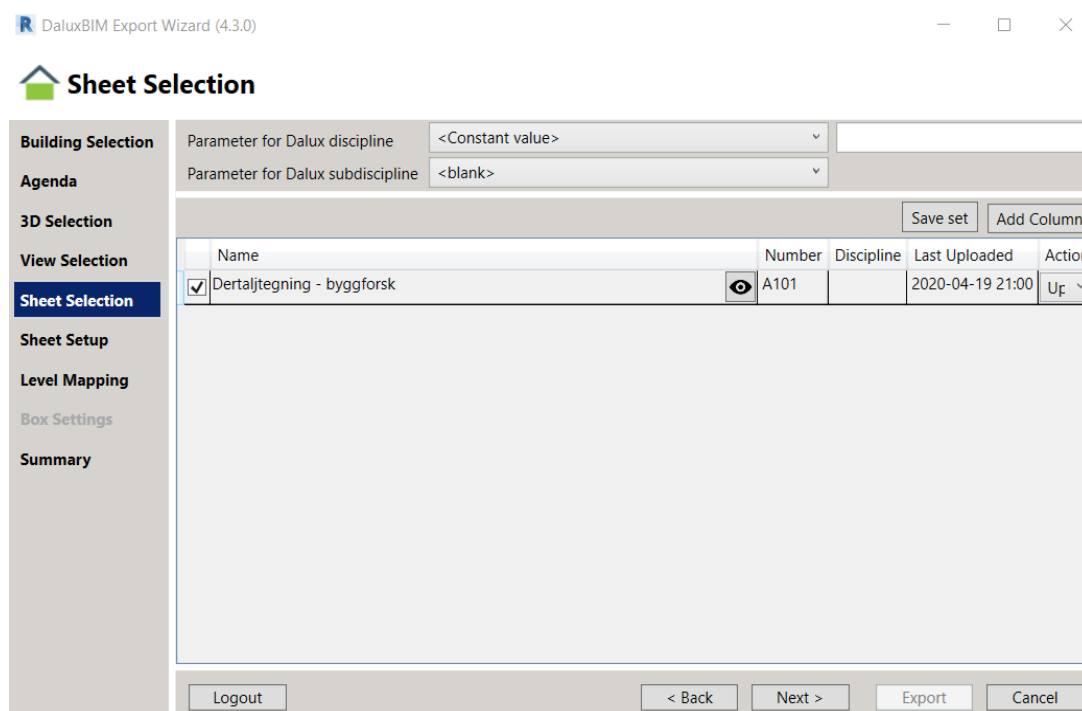 DaluxBIM Export Wizard (4.3.0)
Sheet Selection
Building Selection
Agenda
3D Selection
View Selection
Sheet Selection
Sheet Setup
Level Mapping
Box Settings
Summary
Parameter for Dalux discipline <Constant value>
Parameter for Dalux subdiscipline <blank>
Save set Add Column
Name Number Discipline Last Uploaded Action
Dertaljtegning - byggforsk A101 2020-04-19 21:00 Up
Logout < Back Next > Export Cancel